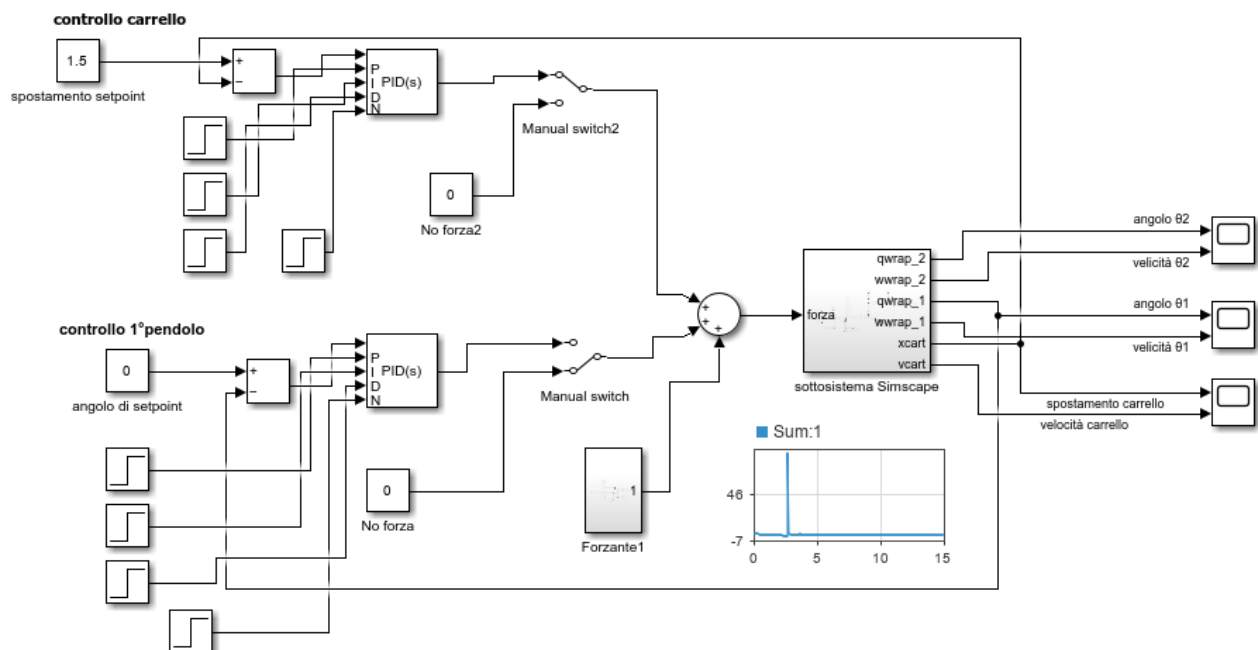 controllo carrello
1.5
spostamento setpoint
+
−
P
I
D
N
PID(s)
Manual switch2
0
No forza2
controllo 1°pendolo
0
angolo di setpoint
+
−
P
I
D
N
PID(s)
Manual switch
0
No forza
+
+
+
1
Forzante1
forza
qwrap_2
wwrap_2
qwrap_1
wwrap_1
xcart
vcart
sottosistema Simscape
angolo θ2
velicità θ2
angolo θ1
velicità θ1
spostamento carrello
velocità carrello
Sum:1
46
-7
0
5
10
15